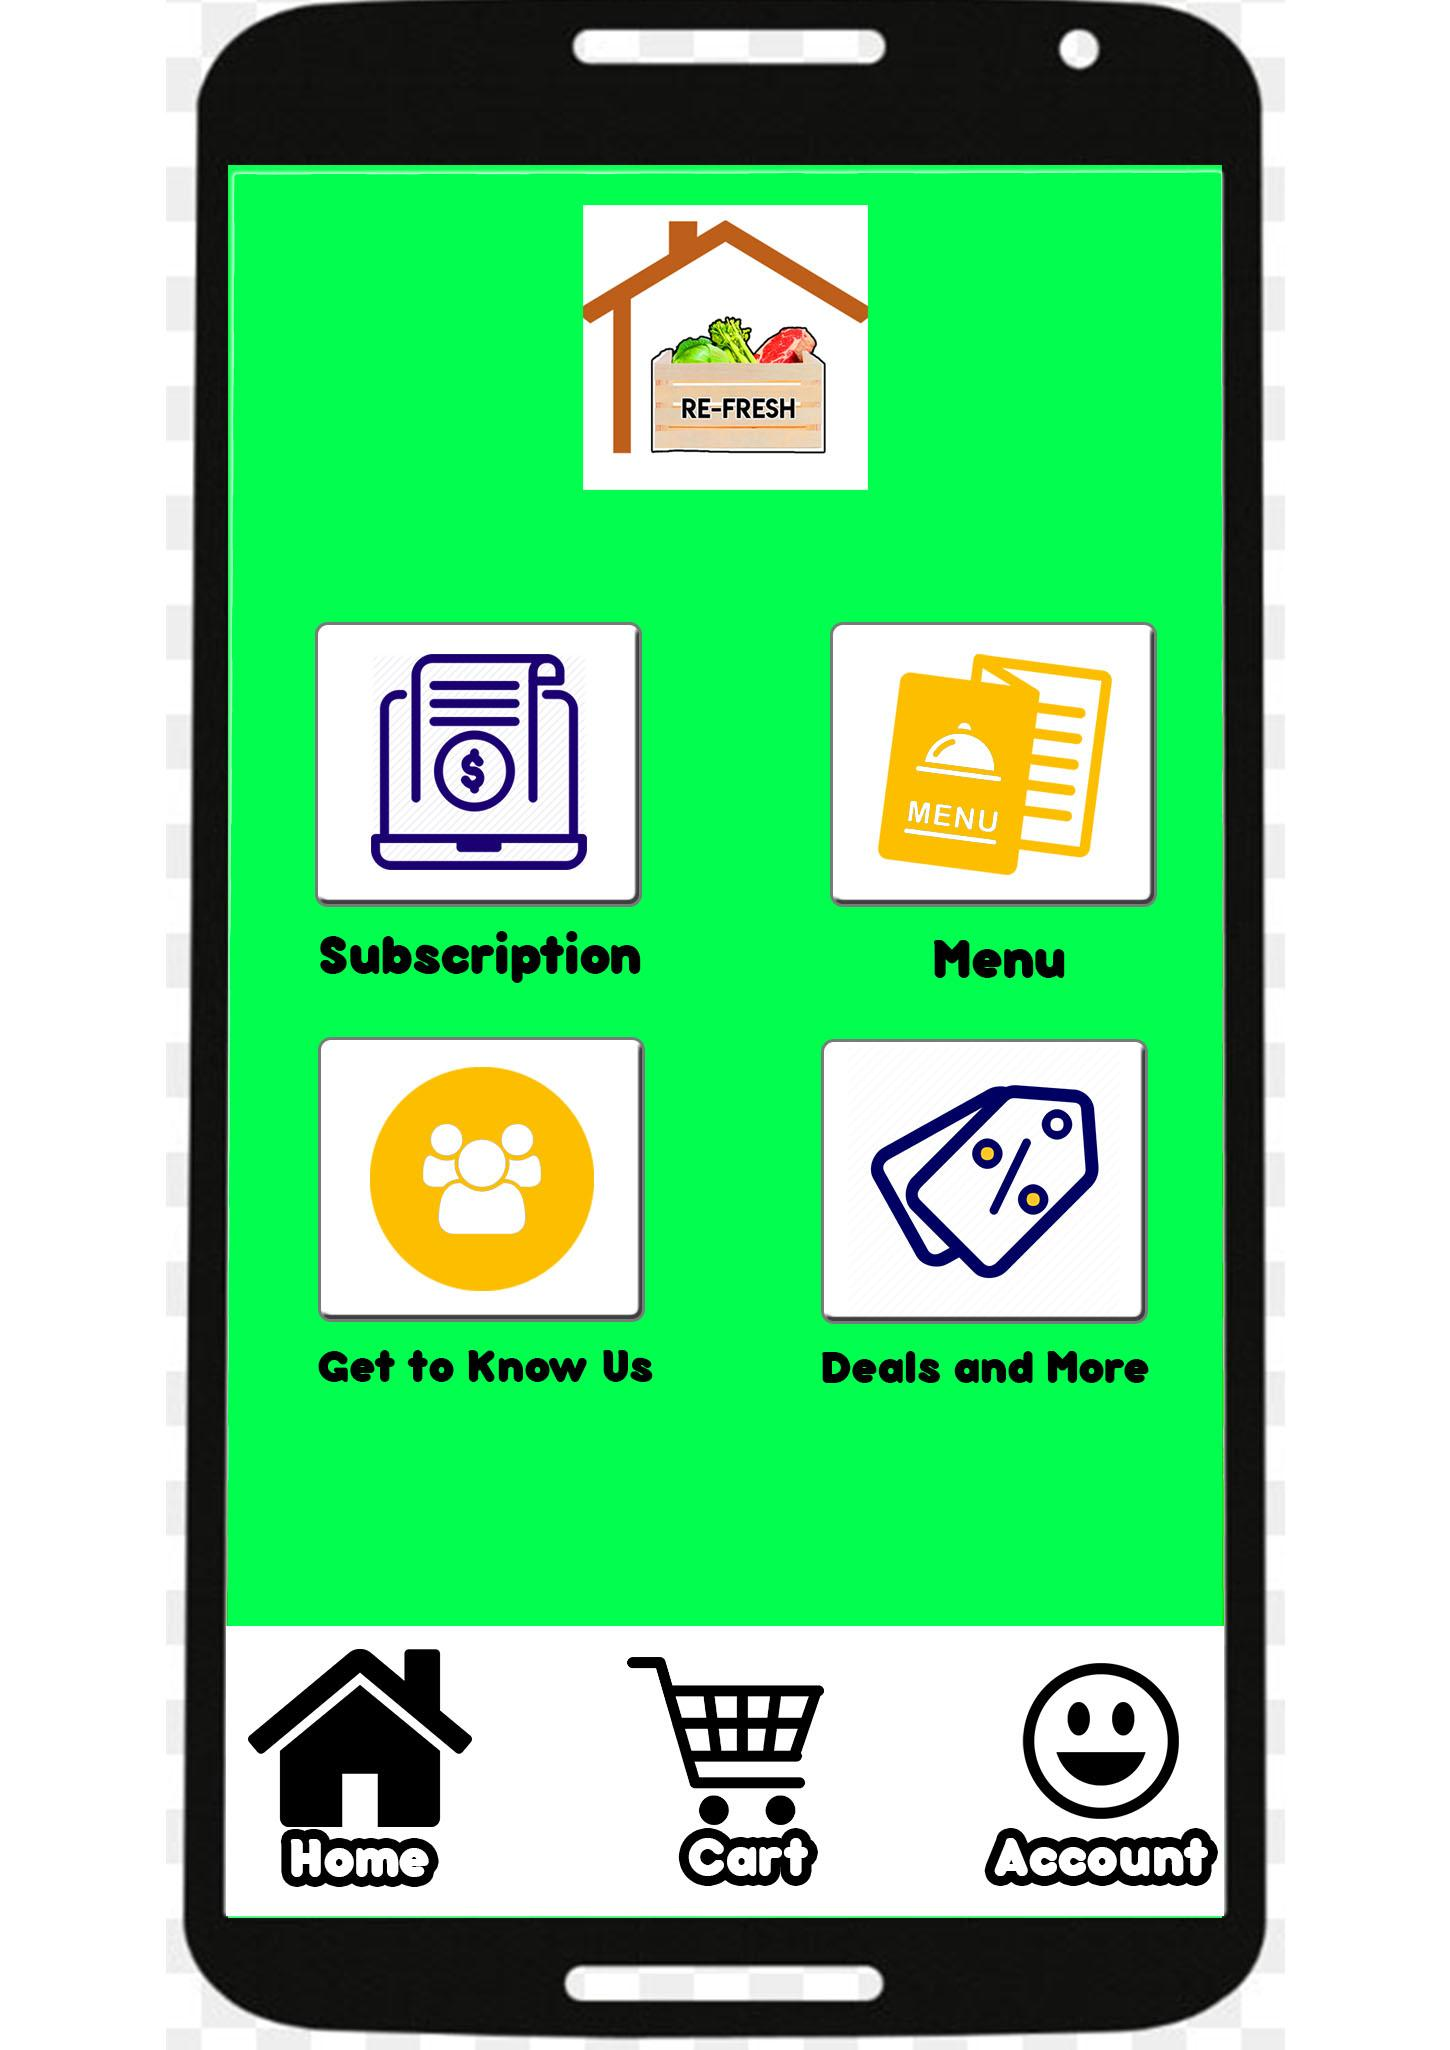 RE-FRESH
$
MENU
Subscription
Menu
%
Get to Know Us
Deals and More
Home
Cart
Account